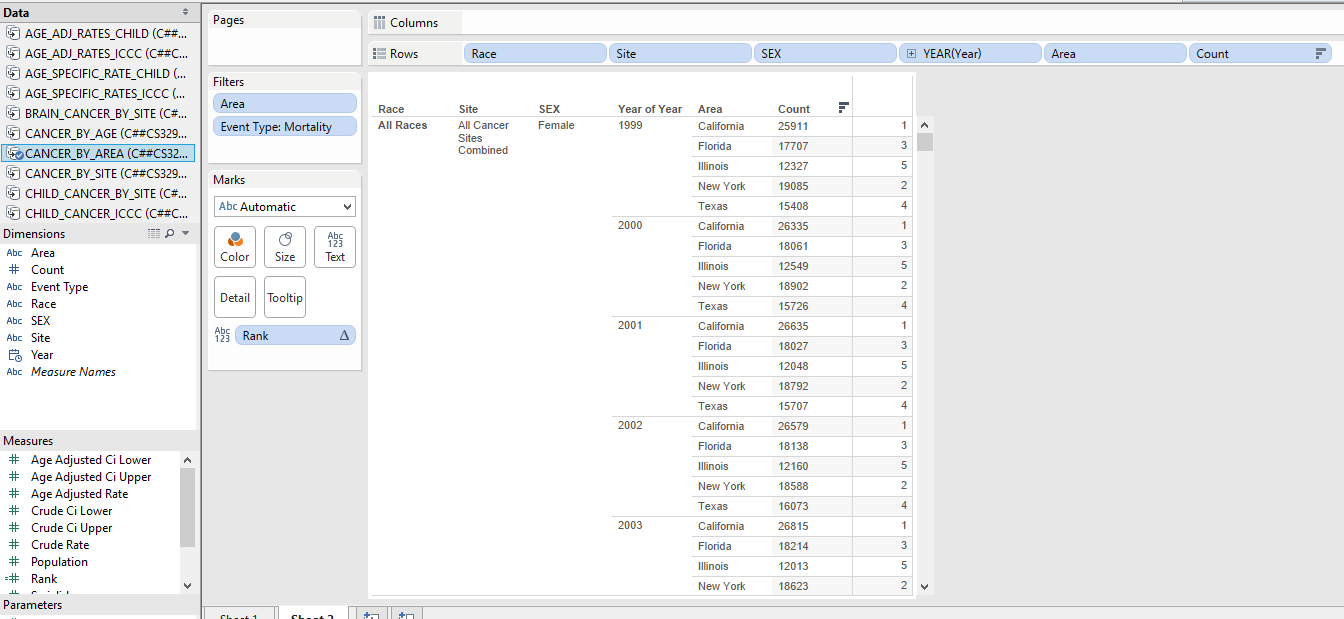 Data
AGE_ADJ_RATES_CHILD (C##...
AGE_ADJ_RATES_ICCC (C##C...
AGE_SPECIFIC_RATE_CHILD (...
AGE_SPECIFIC_RATES_ICCC (...
BRAIN_CANCER_BY_SITE (C#...
CANCER_BY_AGE (C##CS329...
CANCER_BY_AREA (C##CS32...
CANCER_BY_SITE (C##CS329...
CHILD_CANCER_BY_SITE (C#...
CHILD_CANCER_ICCC (C##C...
Dimensions
Abc Area
# Count
Abc Event Type
Abc Race
Abc SEX
Abc Site
Year
Abc Measure Names
Measures
# Age Adjusted Ci Lower
# Age Adjusted Ci Upper
# Age Adjusted Rate
# Crude Ci Lower
# Crude Ci Upper
# Crude Rate
# Population
=# Rank
Parameters
Pages
Filters
Area
Event Type: Mortality
Marks
Abc Automatic
Color Size Abc 123 Text
Detail Tooltip
Abc 123 Rank Δ
Columns
Rows Race Site SEX YEAR(Year) Area Count
Race Site SEX Year of Year Area Count
All Races All Cancer Sites Combined Female 1999 California 25911 1
Florida 17707 3
Illinois 12327 5
New York 19085 2
Texas 15408 4
2000 California 26335 1
Florida 18061 3
Illinois 12549 5
New York 18902 2
Texas 15726 4
2001 California 26635 1
Florida 18027 3
Illinois 12048 5
New York 18792 2
Texas 15707 4
2002 California 26579 1
Florida 18138 3
Illinois 12160 5
New York 18588 2
Texas 16073 4
2003 California 26815 1
Florida 18214 3
Illinois 12013 5
New York 18623 2
Sheet 1 Sheet 2